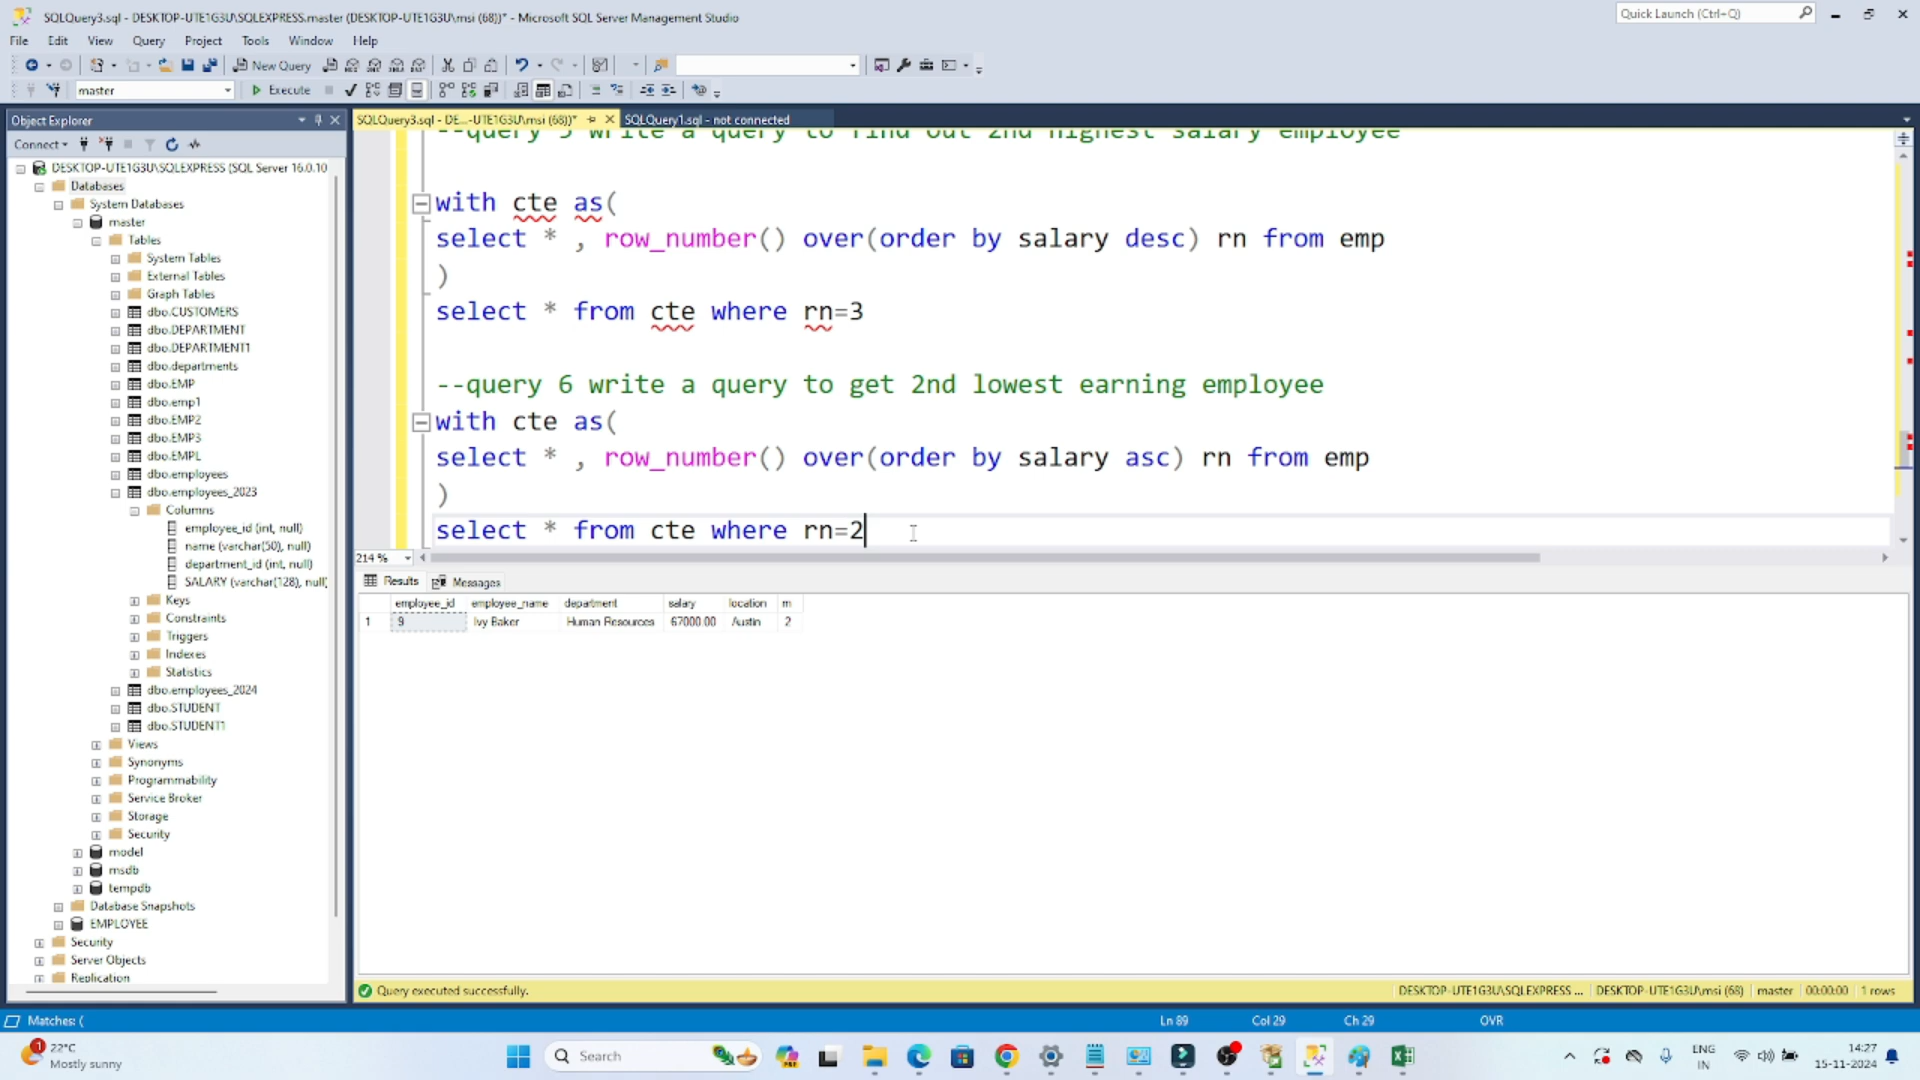 SQLQuery3.sql - DESKTOP-UTE1G3U\SQLEXPRESS.master (DESKTOP-UTE1G3U\msi (68))* - Microsoft SQL Server Management Studio
Quick Launch (Ctrl+Q)
File Edit View Query Project Tools Window Help
New Query
master
Execute
Object Explorer
SQLQuery3.sql - DE...-UTE1G3U\msi (68))*
SQLQuery1.sql - not connected
Connect
DESKTOP-UTE1G3U\SQLEXPRESS (SQL Server 16.0.10
Databases
System Databases
master
Tables
System Tables
External Tables
Graph Tables
dbo.CUSTOMERS
dbo.DEPARTMENT
dbo.DEPARTMENT1
dbo.departments
dbo.EMP
dbo.emp1
dbo.EMP2
dbo.EMP3
dbo.EMPL
dbo.employees
dbo.employees_2023
Columns
employee_id (int, null)
name (varchar(50), null)
department_id (int, null)
SALARY (varchar(128), null)
Keys
Constraints
Triggers
Indexes
Statistics
dbo.employees_2024
dbo.STUDENT
dbo.STUDENT1
Views
Synonyms
Programmability
Service Broker
Storage
Security
model
msdb
tempdb
Database Snapshots
EMPLOYEE
Security
Server Objects
Replication
--query 5 write a query to find out 2nd highest salary employee
with cte as(
select * , row_number() over(order by salary desc) rn from emp
)
select * from cte where rn=3
--query 6 write a query to get 2nd lowest earning employee
with cte as(
select * , row_number() over(order by salary asc) rn from emp
)
select * from cte where rn=2
214 %
Results Messages
employee_id employee_name department salary location rn
1 9 Ivy Baker Human Resources 67000.00 Austin 2
Query executed successfully.
DESKTOP-UTE1G3U\SQLEXPRESS ... DESKTOP-UTE1G3U\msi (68) master 00:00:00 1 rows
Matches: (
Ln 89 Col 29 Ch 29 OVR
1
22°C
Mostly sunny
Search
ENG
IN
14:27
15-11-2024